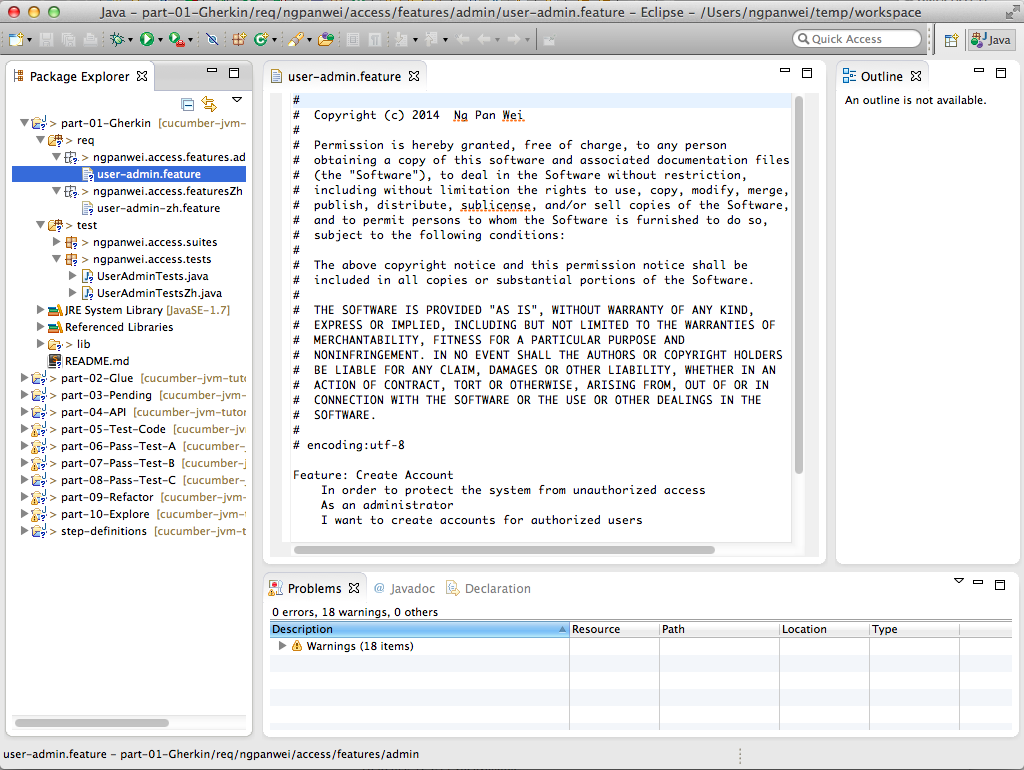 Java – part-01-Gherkin/req/ngpanwei/access/features/admin/user-admin.feature – Eclipse – /Users/ngpanwei/temp/workspace
Quick Access
Java
Package Explorer
> part-01-Gherkin [cucumber-jvm-
> req
> ngpanwei.access.features.ad
user-admin.feature
> ngpanwei.access.featuresZh
user-admin-zh.feature
> test
> ngpanwei.access.suites
> ngpanwei.access.tests
> UserAdminTests.java
> UserAdminTestsZh.java
JRE System Library [JavaSE-1.7]
Referenced Libraries
> lib
README.md
> part-02-Glue [cucumber-jvm-tuto
> part-03-Pending [cucumber-jvm-
> part-04-API [cucumber-jvm-tutor
> part-05-Test-Code [cucumber-jvm
> part-06-Pass-Test-A [cucumber-
> part-07-Pass-Test-B [cucumber-j
> part-08-Pass-Test-C [cucumber-
> part-09-Refactor [cucumber-jvm-
> part-10-Explore [cucumber-jvm-t
> step-definitions [cucumber-jvm-t
user-admin.feature
#
# Copyright (c) 2014 Ng Pan Wei
#
# Permission is hereby granted, free of charge, to any person
# obtaining a copy of this software and associated documentation files
# (the "Software"), to deal in the Software without restriction,
# including without limitation the rights to use, copy, modify, merge,
# publish, distribute, sublicense, and/or sell copies of the Software,
# and to permit persons to whom the Software is furnished to do so,
# subject to the following conditions:
#
# The above copyright notice and this permission notice shall be
# included in all copies or substantial portions of the Software.
#
# THE SOFTWARE IS PROVIDED "AS IS", WITHOUT WARRANTY OF ANY KIND,
# EXPRESS OR IMPLIED, INCLUDING BUT NOT LIMITED TO THE WARRANTIES OF
# MERCHANTABILITY, FITNESS FOR A PARTICULAR PURPOSE AND
# NONINFRINGEMENT. IN NO EVENT SHALL THE AUTHORS OR COPYRIGHT HOLDERS
# BE LIABLE FOR ANY CLAIM, DAMAGES OR OTHER LIABILITY, WHETHER IN AN
# ACTION OF CONTRACT, TORT OR OTHERWISE, ARISING FROM, OUT OF OR IN
# CONNECTION WITH THE SOFTWARE OR THE USE OR OTHER DEALINGS IN THE
# SOFTWARE.
#
# encoding:utf-8
Feature: Create Account
In order to protect the system from unauthorized access
As an administrator
I want to create accounts for authorized users
Outline
An outline is not available.
Problems @ Javadoc Declaration
0 errors, 18 warnings, 0 others
Description Resource Path Location Type
Warnings (18 items)
user-admin.feature – part-01-Gherkin/req/ngpanwei/access/features/admin